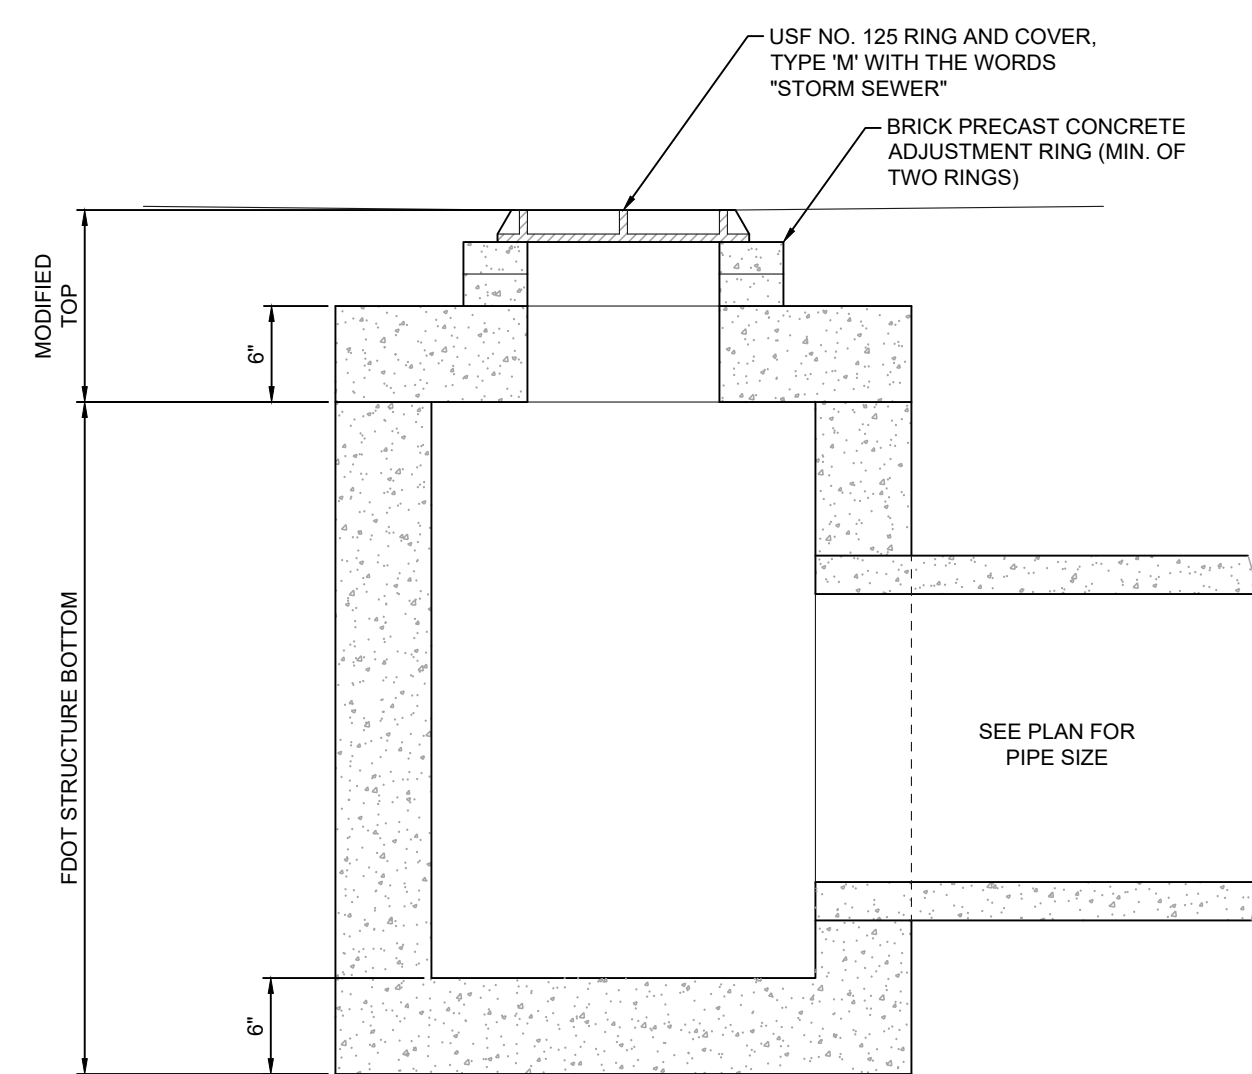 USF NO. 125 RING AND COVER,
TYPE 'M' WITH THE WORDS
"STORM SEWER"
BRICK PRECAST CONCRETE
ADJUSTMENT RING (MIN. OF
TWO RINGS)
MODIFIED
TOP
6"
FDOT STRUCTURE BOTTOM
SEE PLAN FOR
PIPE SIZE
6"